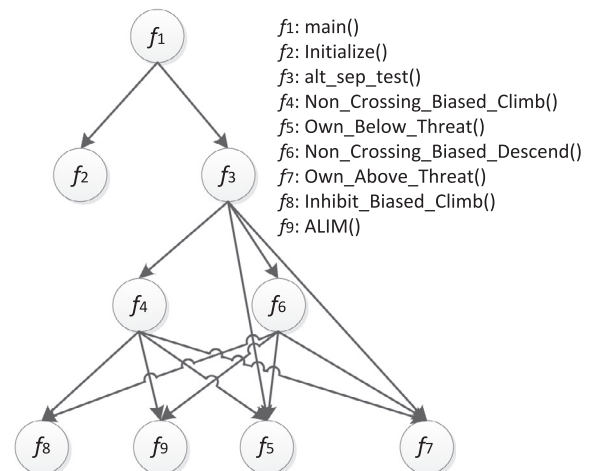 f1
f1: main()
f2: Initialize()
f3: alt_sep_test()
f4: Non_Crossing_Biased_Climb()
f5: Own_Below_Threat()
f6: Non_Crossing_Biased_Descend()
f7: Own_Above_Threat()
f8: Inhibit_Biased_Climb()
f9: ALIM()
f2
f3
f4
f6
f8
f9
f5
f7